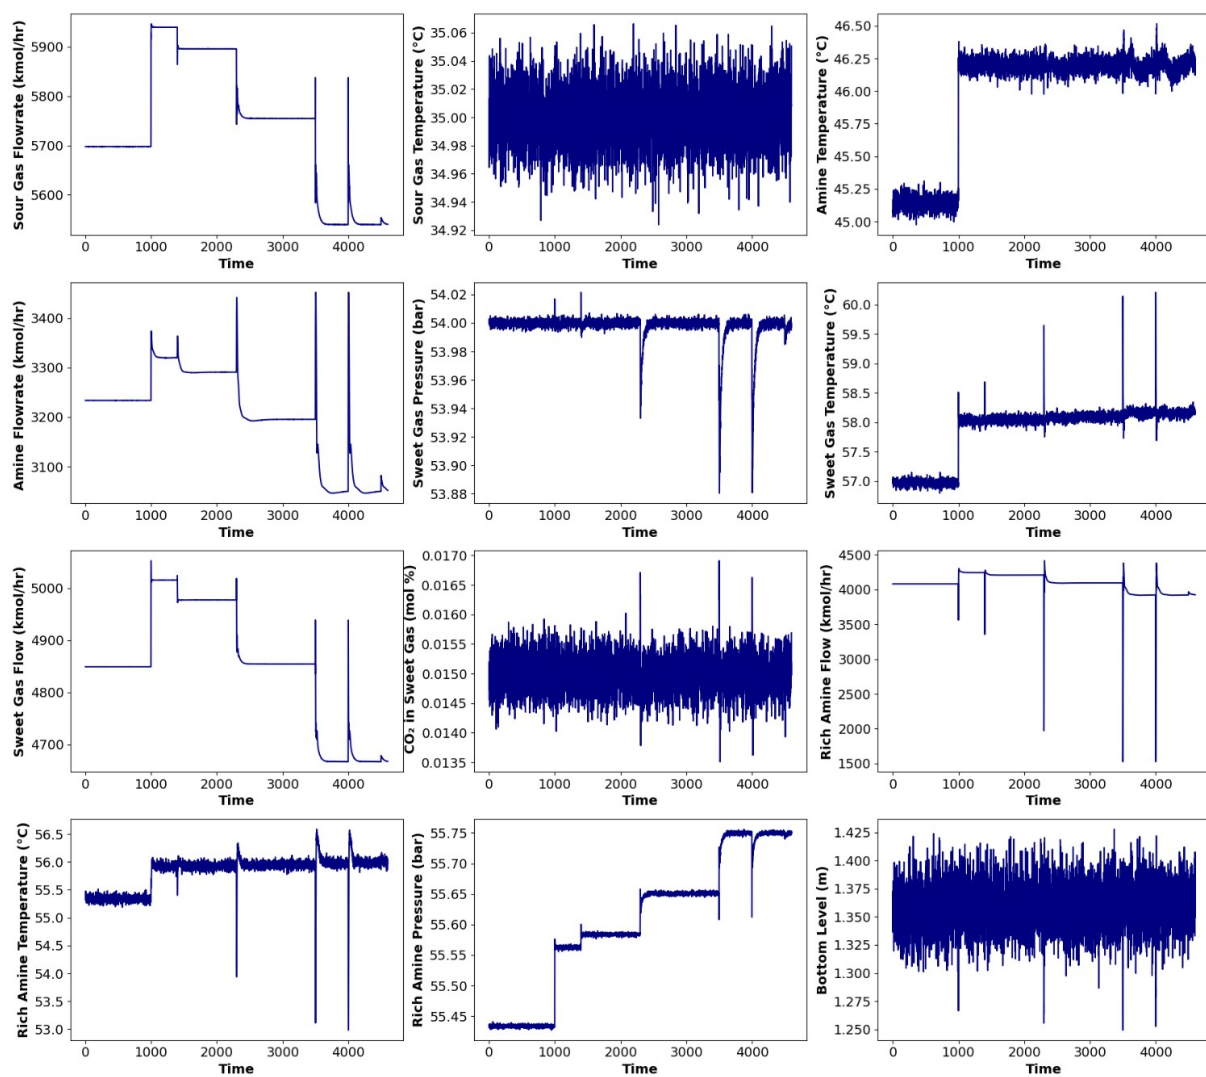 Sour Gas Flowrate (kmol/hr)
5900
5800
5700
5600
0 1000 2000 3000 4000
Time
Sour Gas Temperature (°C)
35.06
35.04
35.02
35.00
34.98
34.96
34.94
34.92
0 1000 2000 3000 4000
Time
Amine Temperature (°C)
46.50
46.25
46.00
45.75
45.50
45.25
45.00
0 1000 2000 3000 4000
Time
Amine Flowrate (kmol/hr)
3400
3300
3200
3100
0 1000 2000 3000 4000
Time
Sweet Gas Pressure (bar)
54.02
54.00
53.98
53.96
53.94
53.92
53.90
53.88
0 1000 2000 3000 4000
Time
Sweet Gas Temperature (°C)
60.0
59.5
59.0
58.5
58.0
57.5
57.0
0 1000 2000 3000 4000
Time
Sweet Gas Flow (kmol/hr)
5000
4900
4800
4700
0 1000 2000 3000 4000
Time
CO₂ in Sweet Gas (mol %)
0.0170
0.0165
0.0160
0.0155
0.0150
0.0145
0.0140
0.0135
0 1000 2000 3000 4000
Time
Rich Amine Flow (kmol/hr)
4500
4000
3500
3000
2500
2000
1500
0 1000 2000 3000 4000
Time
Rich Amine Temperature (°C)
56.5
56.0
55.5
55.0
54.5
54.0
53.5
53.0
0 1000 2000 3000 4000
Time
Rich Amine Pressure (bar)
55.75
55.70
55.65
55.60
55.55
55.50
55.45
0 1000 2000 3000 4000
Time
Bottom Level (m)
1.425
1.400
1.375
1.350
1.325
1.300
1.275
1.250
0 1000 2000 3000 4000
Time